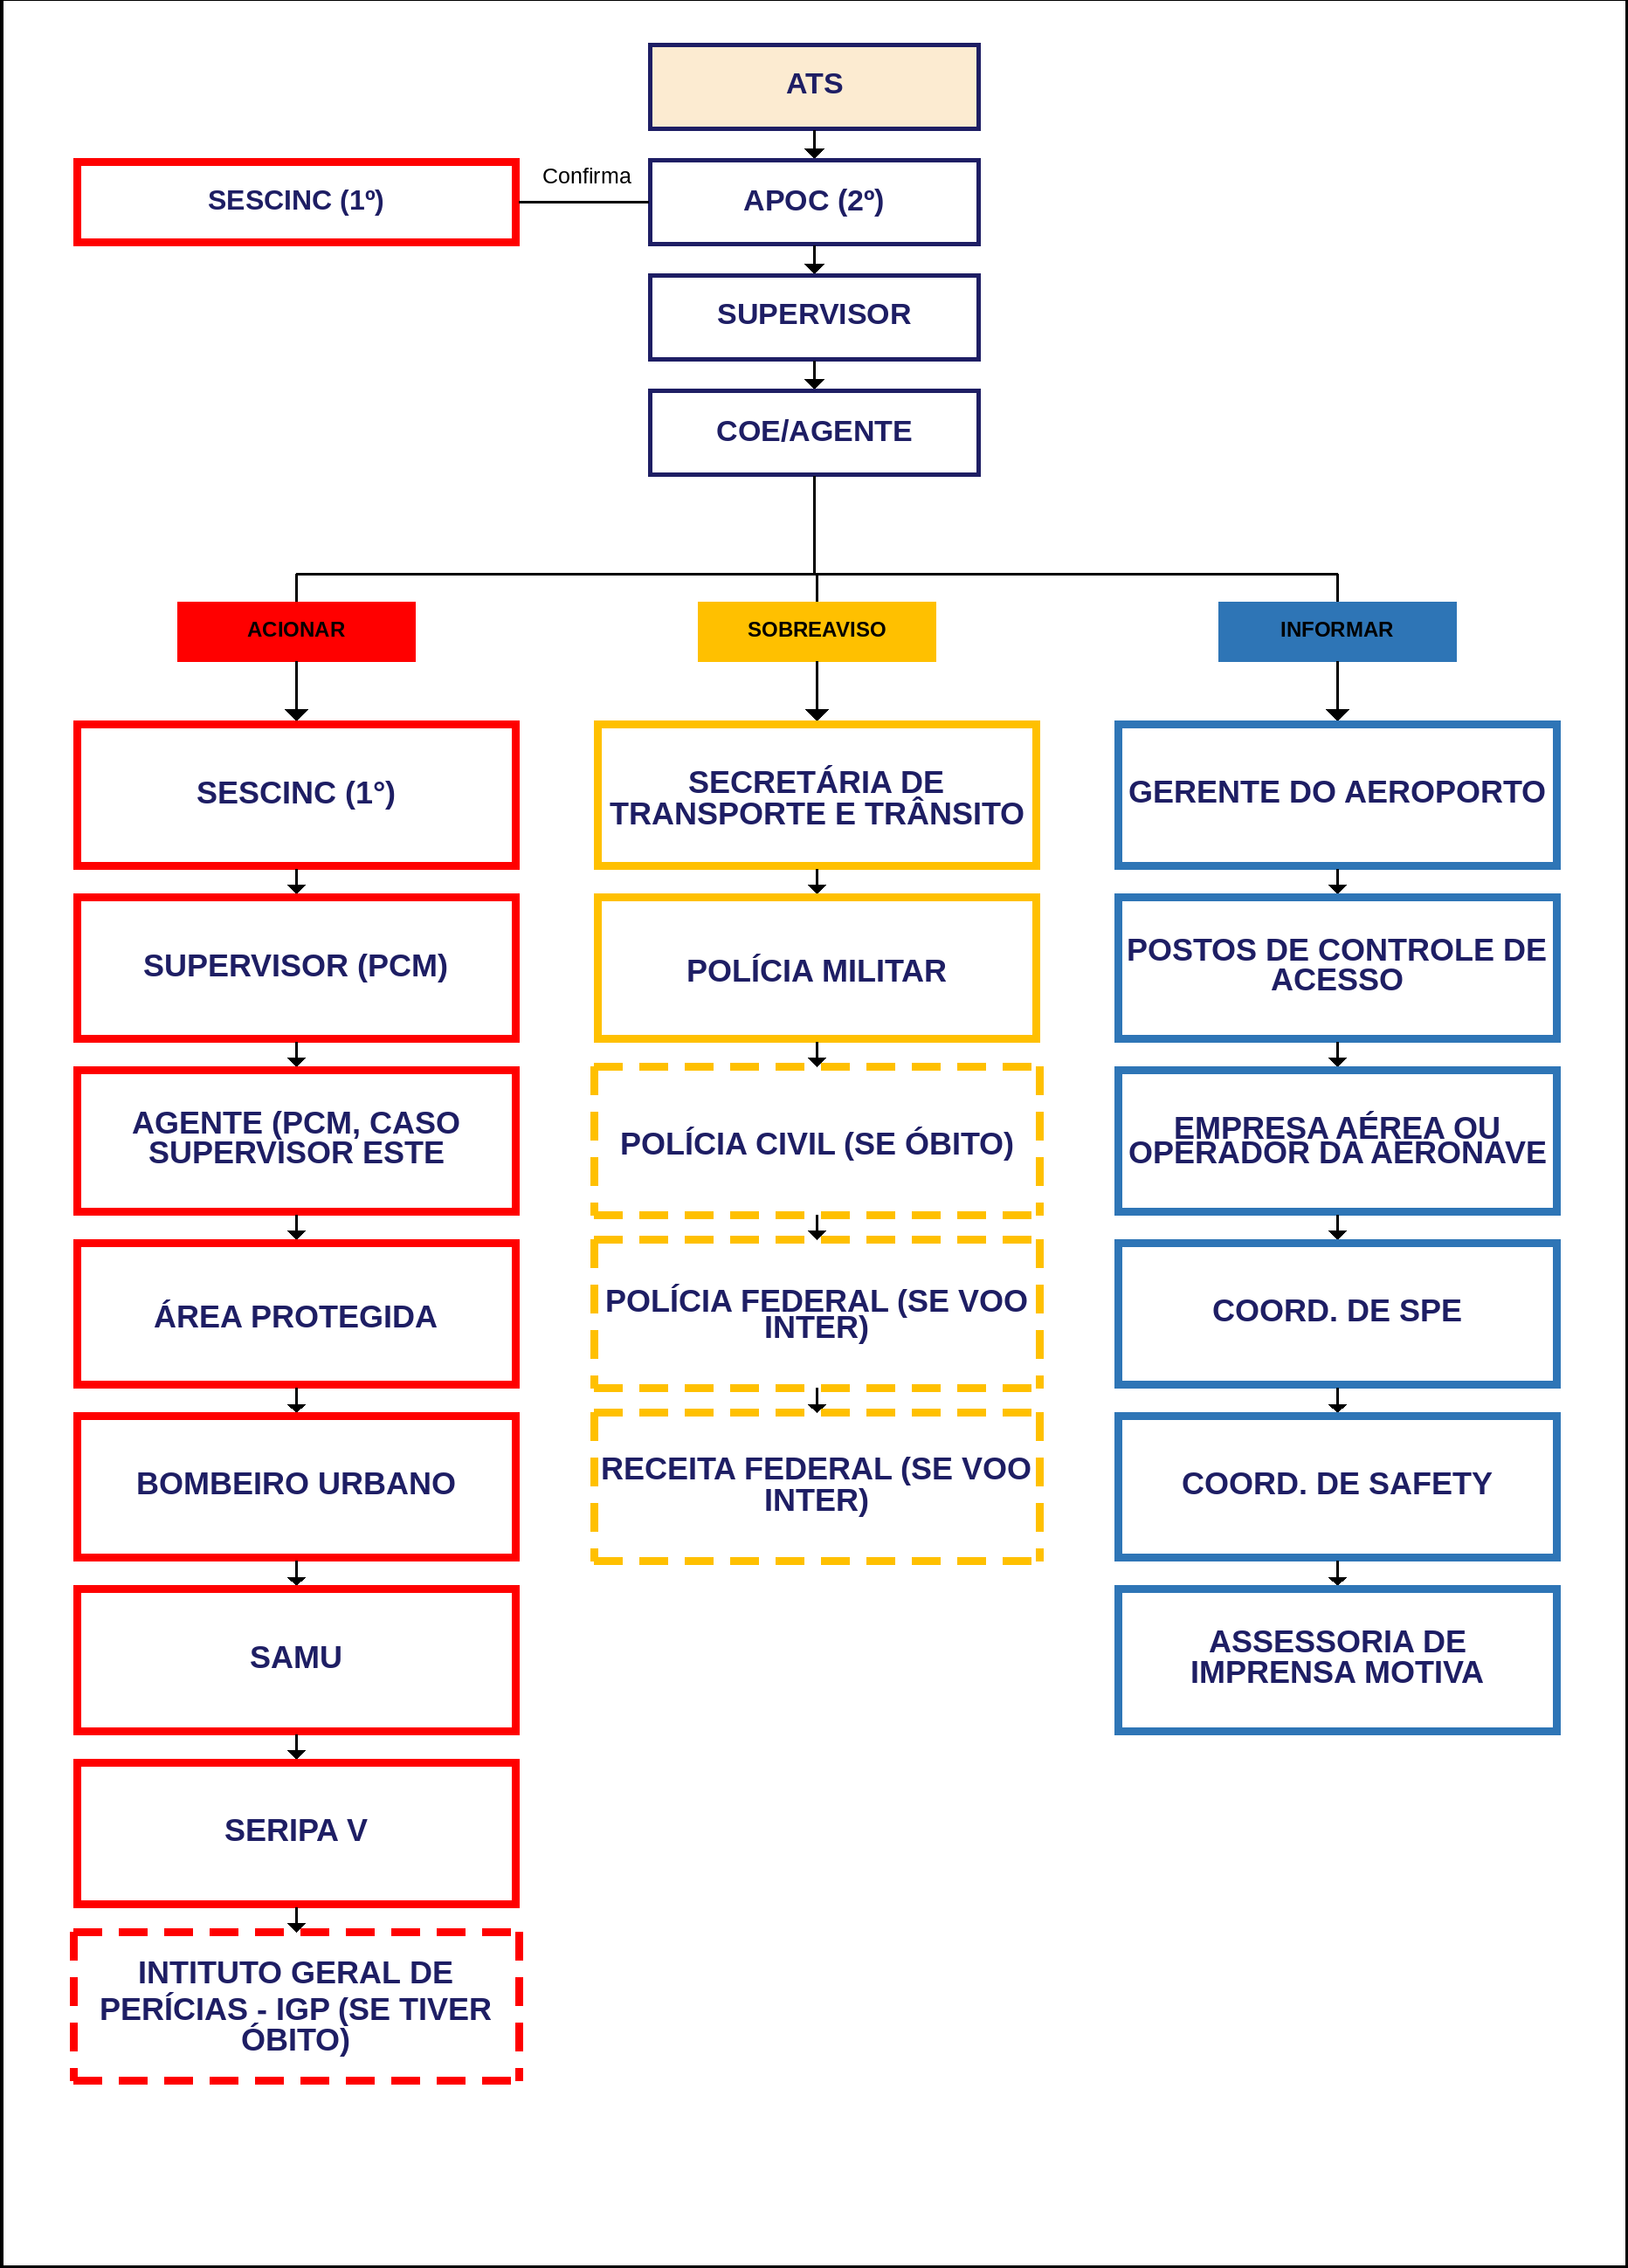 ATS
SESCINC (1º)
Confirma
APOC (2º)
SUPERVISOR
COE/AGENTE
ACIONAR
SOBREAVISO
INFORMAR
SESCINC (1°)
SUPERVISOR (PCM)
AGENTE (PCM, CASO
SUPERVISOR ESTE
ÁREA PROTEGIDA
BOMBEIRO URBANO
SAMU
SERIPA V
INTITUTO GERAL DE
PERÍCIAS - IGP (SE TIVER
ÓBITO)
SECRETÁRIA DE
TRANSPORTE E TRÂNSITO
POLÍCIA MILITAR
POLÍCIA CIVIL (SE ÓBITO)
POLÍCIA FEDERAL (SE VOO
INTER)
RECEITA FEDERAL (SE VOO
INTER)
GERENTE DO AEROPORTO
POSTOS DE CONTROLE DE
ACESSO
EMPRESA AÉREA OU
OPERADOR DA AERONAVE
COORD. DE SPE
COORD. DE SAFETY
ASSESSORIA DE
IMPRENSA MOTIVA